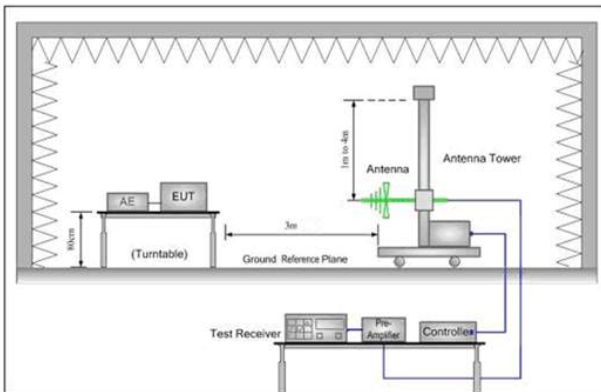 1m to 4m
Antenna
Antenna Tower
AE
EUT
80cm
(Turntable)
3m
Ground Reference Plane
Test Receiver
Pre-
Amplifier
Controller